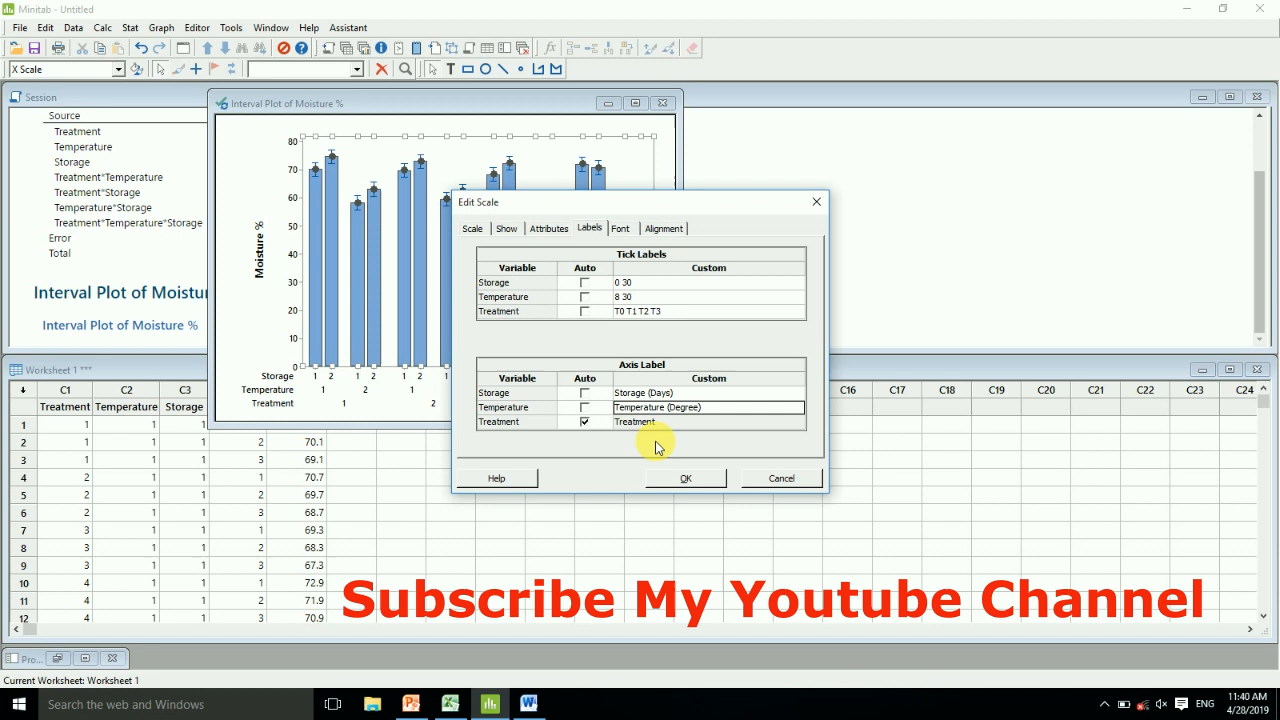 Minitab - Untitled
File Edit Data Calc Stat Graph Editor Tools Window Help Assistant
X Scale
Session
Source
Treatment
Temperature
Storage
Treatment*Temperature
Treatment*Storage
Temperature*Storage
Treatment*Temperature*Storage
Error
Total
Interval Plot of Moistu
Interval Plot of Moisture %
Interval Plot of Moisture %
Moisture %
80
70
60
50
40
30
20
10
0
Storage 1 2 1 2 1 2 1
Temperature 1 2 1
Treatment 1 2
Edit Scale
Scale Show Attributes Labels Font Alignment
Tick Labels
Variable Auto Custom
Storage 0 30
Temperature 8 30
Treatment T0 T1 T2 T3
Axis Label
Variable Auto Custom
Storage Storage (Days)
Temperature Temperature (Degree)
Treatment Treatment
Help OK Cancel
Worksheet 1 ***
C1 C2 C3 C16 C17 C18 C19 C20 C21 C22 C23 C24
Treatment Temperature Storage
1 1 1 1
2 1 1 1 2 70.1
3 1 1 1 3 69.1
4 2 1 1 1 70.7
5 2 1 1 2 69.7
6 2 1 1 3 68.7
7 3 1 1 1 69.3
8 3 1 1 2 68.3
9 3 1 1 3 67.3
10 4 1 1 1 72.9
11 4 1 1 2 71.9
12 4 1 1 3 70.9
Subscribe My Youtube Channel
Pro...
Current Worksheet: Worksheet 1
Search the web and Windows
ENG
11:40 AM
4/28/2019